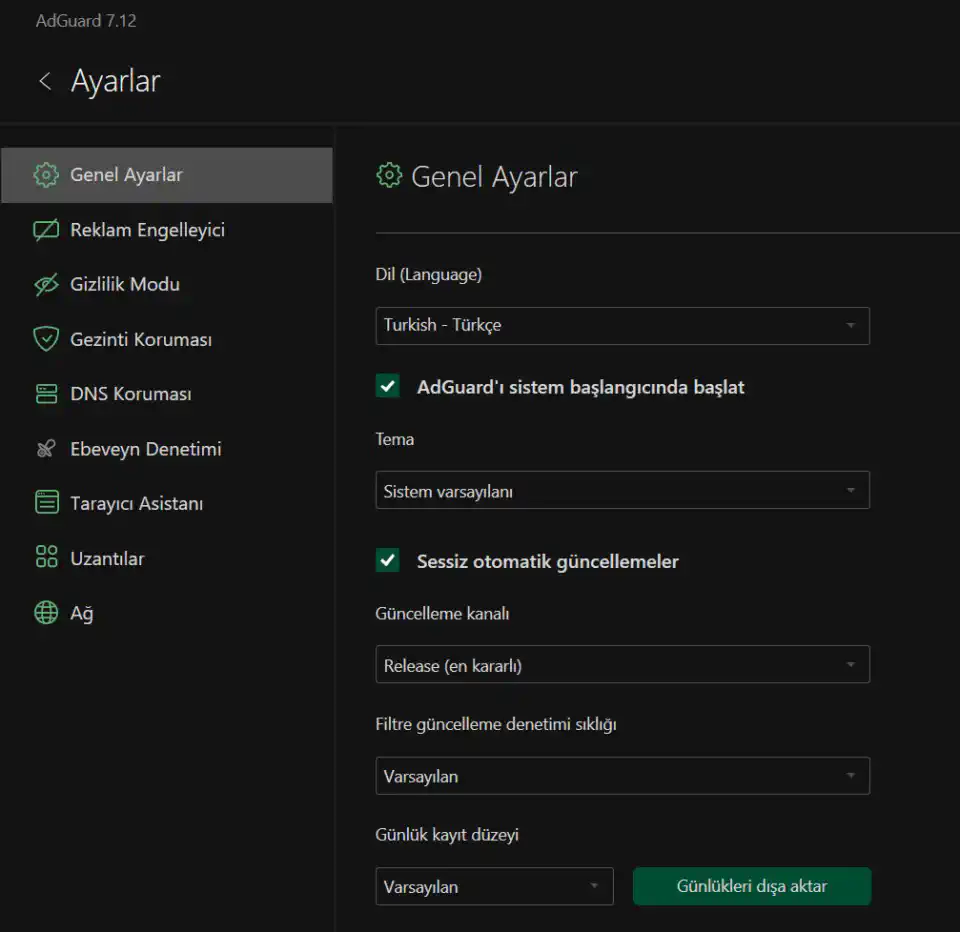 AdGuard 7.12
Ayarlar
Genel Ayarlar
Reklam Engelleyici
Gizlilik Modu
Gezinti Koruması
DNS Koruması
Ebeveyn Denetimi
Tarayıcı Asistanı
Uzantılar
Ağ
Genel Ayarlar
Dil (Language)
Turkish - Türkçe
AdGuard'ı sistem başlangıcında başlat
Tema
Sistem varsayılanı
Sessiz otomatik güncellemeler
Güncelleme kanalı
Release (en kararlı)
Filtre güncelleme denetimi sıklığı
Varsayılan
Günlük kayıt düzeyi
Varsayılan
Günlükleri dışa aktar